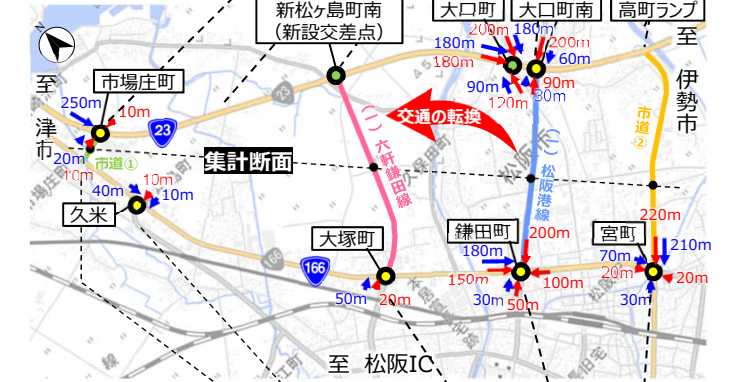 新松ヶ島町南
(新設交差点)
大口町
大口町南
高町ランプ
N
至 津市
市場庄町
250m
10m
20m
10m
市道①
23
集計断面
久米
40m
10m
10m
交通の転換
(一)六軒鎌田線
180m
200m
180m
180m
200m
60m
90m
120m
90m
30m
至 伊勢市
市道②
松阪市
(一)松阪港線
大塚町
166
50m
20m
鎌田町
180m
200m
150m
100m
30m
50m
宮町
220m
210m
70m
20m
20m
30m
至 松阪IC